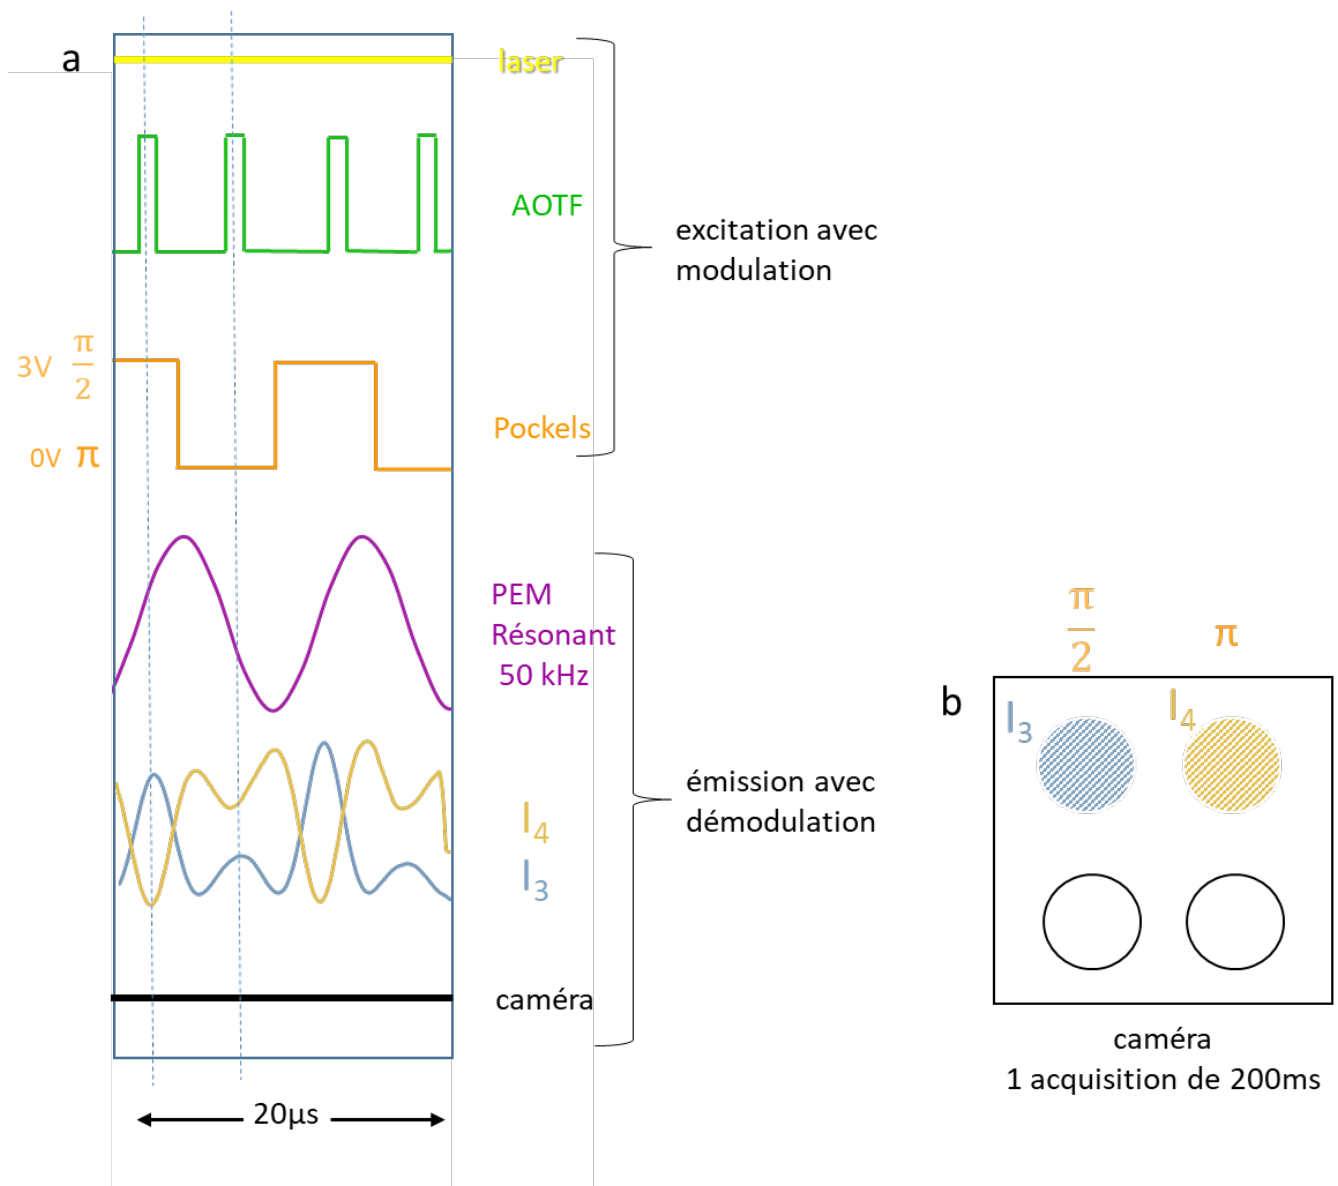 a
laser
AOTF
excitation avec
modulation
3V π/2
0V π
Pockels
PEM
Résonant
50 kHz
I4
I3
émission avec
démodulation
caméra
20μs
π/2 π
b
I3 I4
caméra
1 acquisition de 200ms